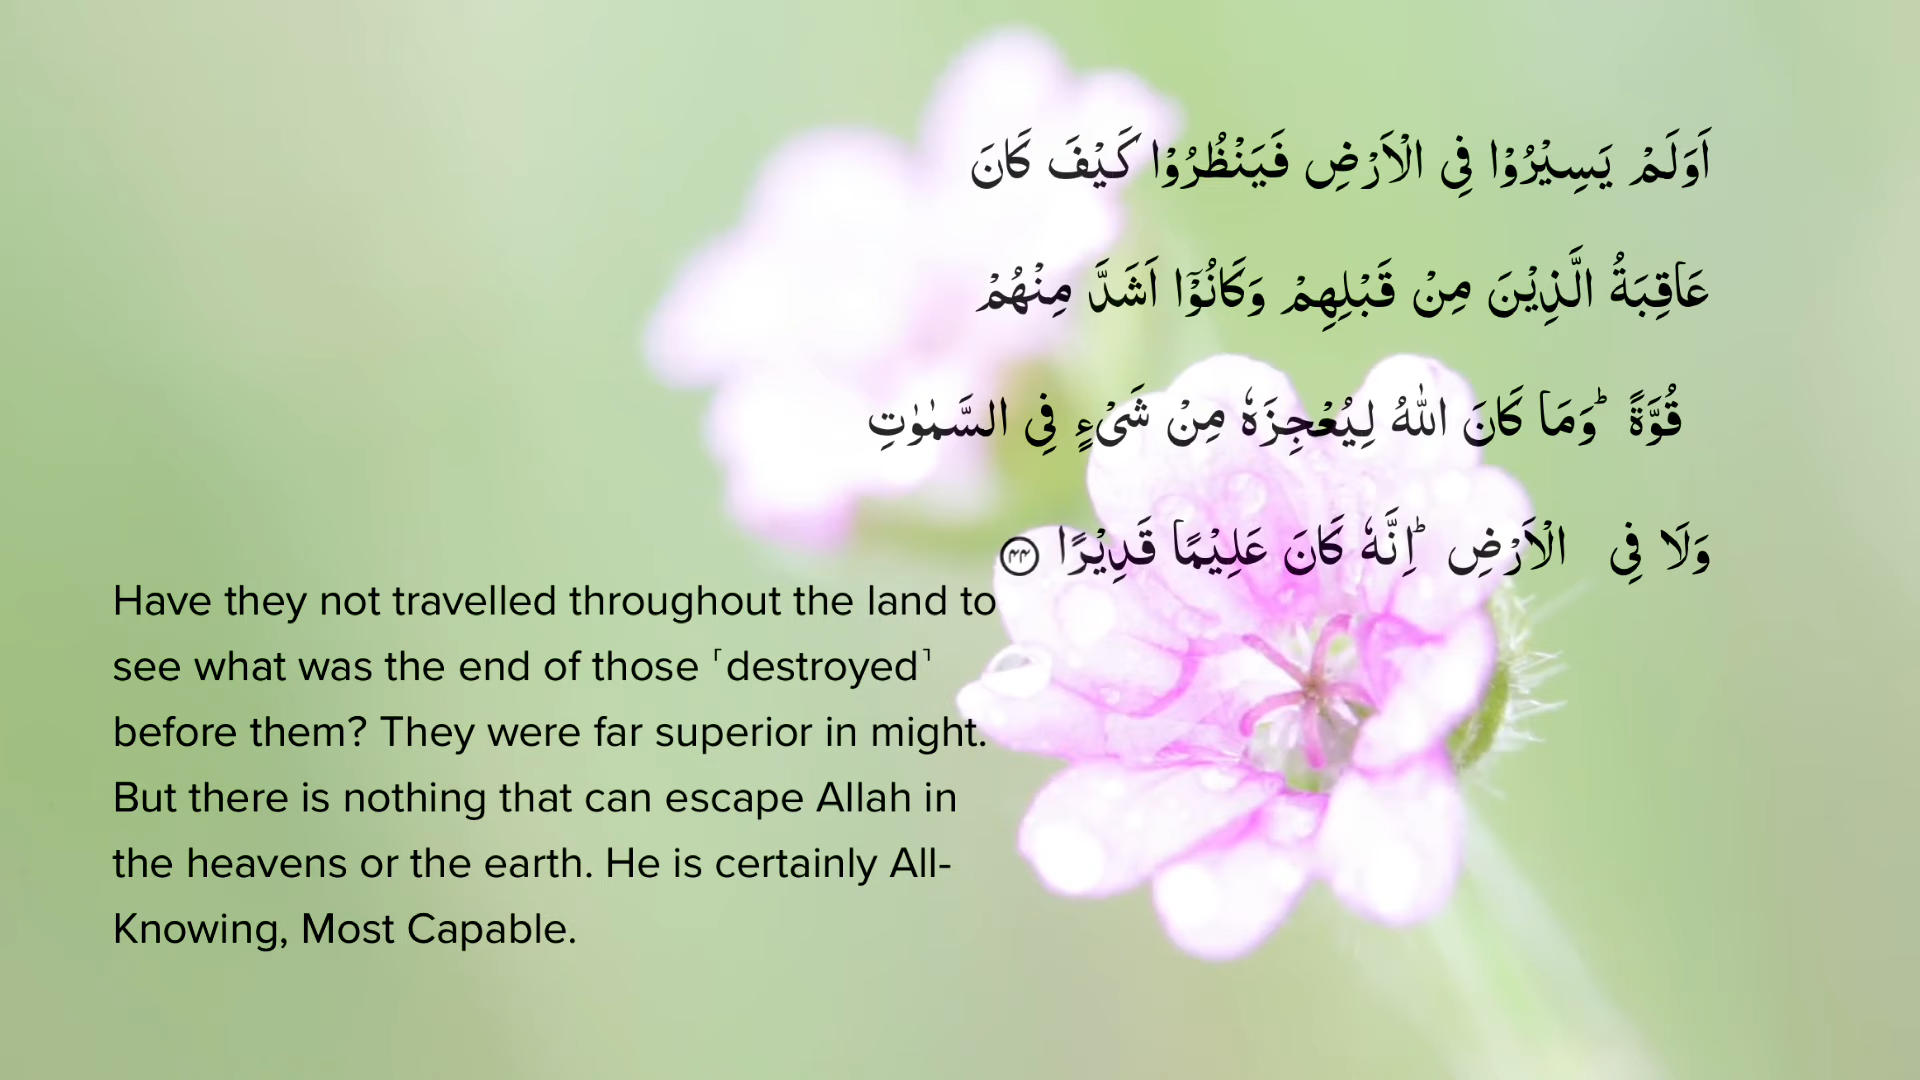 اَوَلَمْ يَسِيْرُوْا فِى الْاَرْضِ فَيَنْظُرُوْا كَيْفَ كَانَ
عَاقِبَةُ الَّذِيْنَ مِنْ قَبْلِهِمْ وَكَانُوْٓا اَشَدَّ مِنْهُمْ
قُوَّةً ؕ وَمَا كَانَ اللّٰهُ لِيُعْجِزَهٗ مِنْ شَىْءٍ فِى السَّمٰوٰتِ
وَلَا فِى الْاَرْضِ ؕ اِنَّهٗ كَانَ عَلِيْمًا قَدِيْرًا ۴۴
Have they not travelled throughout the land to
see what was the end of those ˹destroyed˺
before them? They were far superior in might.
But there is nothing that can escape Allah in
the heavens or the earth. He is certainly All-
Knowing, Most Capable.